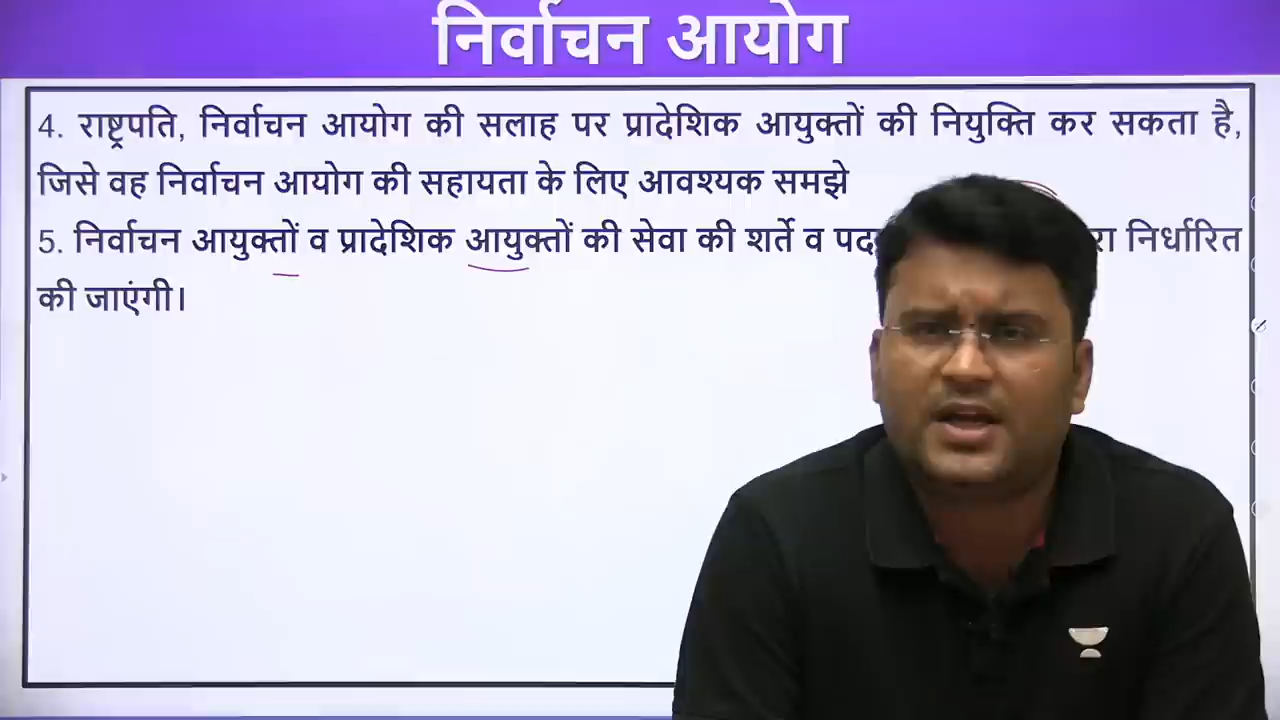 निर्वाचन आयोग
4. राष्ट्रपति, निर्वाचन आयोग की सलाह पर प्रादेशिक आयुक्तों की नियुक्ति कर सकता है,
जिसे वह निर्वाचन आयोग की सहायता के लिए आवश्यक समझे
5. निर्वाचन आयुक्तों व प्रादेशिक आयुक्तों की सेवा की शर्ते व निर्धारित
की जाएंगी।